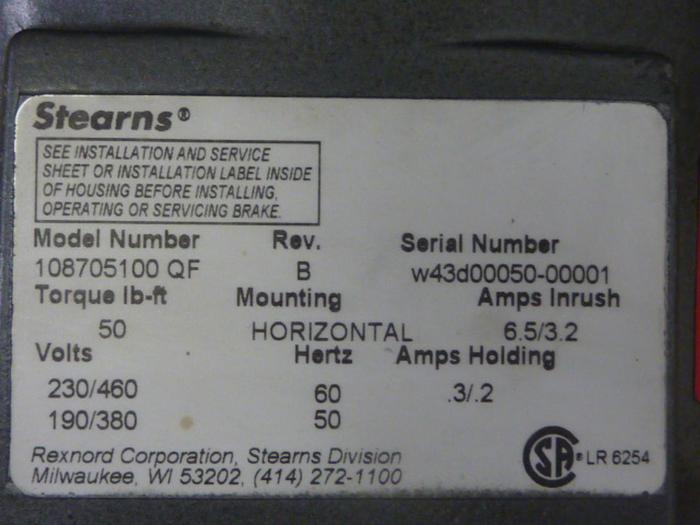 Stearns®
SEE INSTALLATION AND SERVICE
SHEET OR INSTALLATION LABEL INSIDE
OF HOUSING BEFORE INSTALLING,
OPERATING OR SERVICING BRAKE.
Model Number Rev. Serial Number
108705100 QF B w43d00050-00001
Torque lb-ft Mounting Amps Inrush
50 HORIZONTAL 6.5/3.2
Volts Hertz Amps Holding
230/460 60 .3/.2
190/380 50
Rexnord Corporation, Stearns Division
Milwaukee, WI 53202, (414) 272-1100
SA® LR 6254